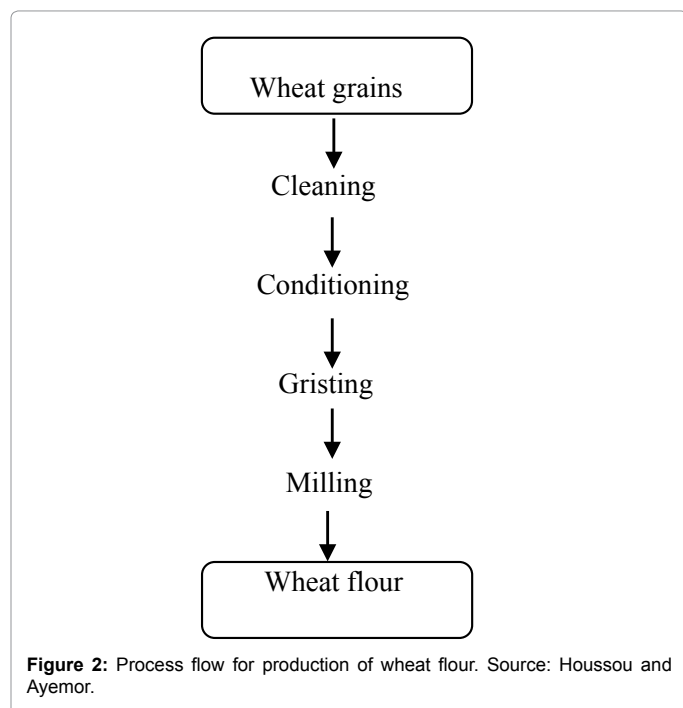 Wheat grains
Cleaning
Conditioning
Gristing
Milling
Wheat flour
Figure 2: Process flow for production of wheat flour. Source: Houssou and
Ayemor.